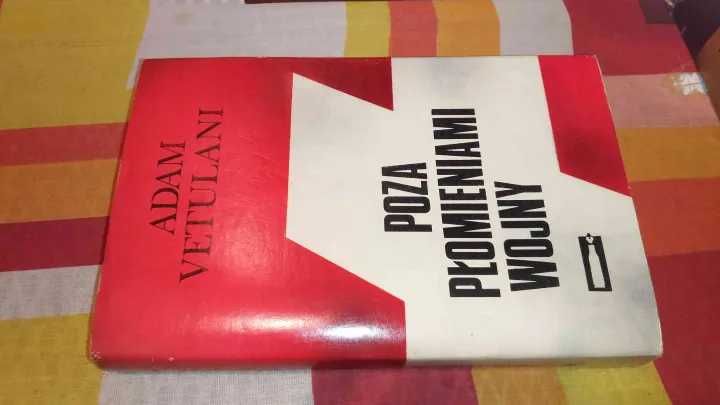 ADAM
VETULANI
POZA
PŁOMIENIAMI
WOJNY